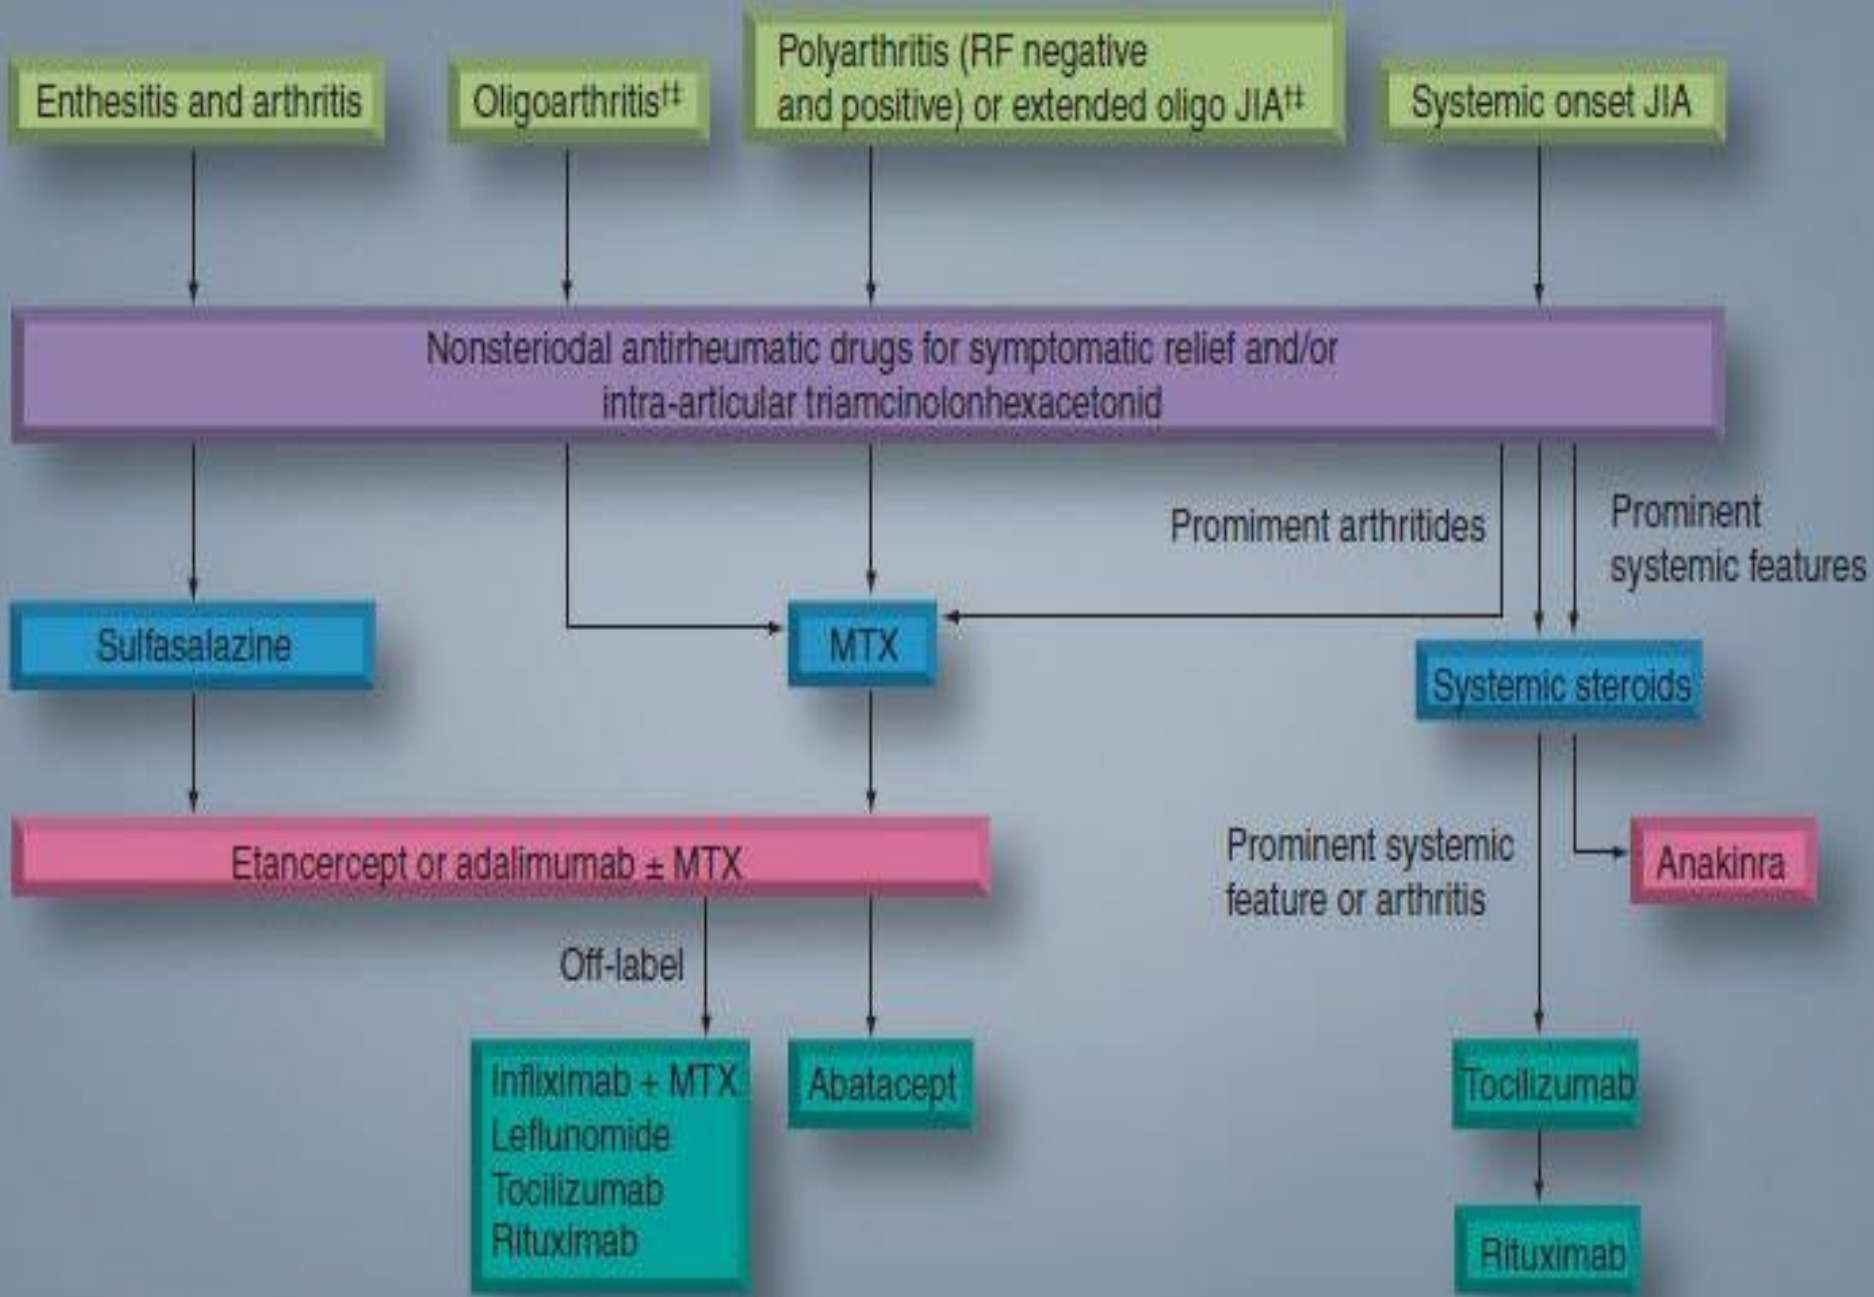 Enthesitis and arthritis
Oligoarthritis†‡
Polyarthritis (RF negative
and positive) or extended oligo JIA†‡
Systemic onset JIA
Nonsteriodal antirheumatic drugs for symptomatic relief and/or
intra-articular triamcinolonhexacetonid
Promiment arthritides
Prominent
systemic features
Sulfasalazine
MTX
Systemic steroids
Etancercept or adalimumab ± MTX
Prominent systemic
feature or arthritis
Anakinra
Off-label
Infliximab + MTX
Leflunomide
Tocilizumab
Rituximab
Abatacept
Tocilizumab
Rituximab